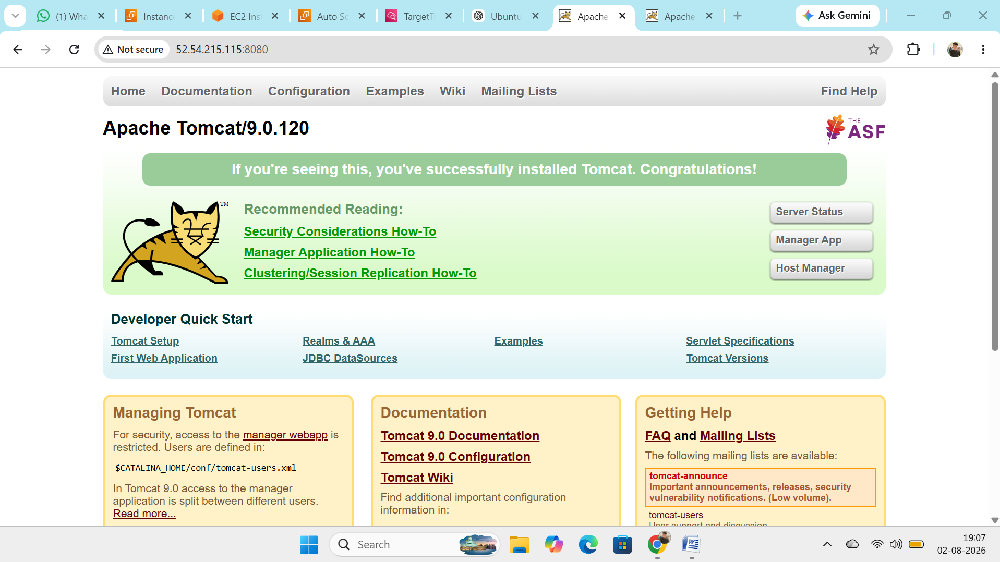 (1) Wha
Instanc
EC2 Ins
Auto Sc
TargetTr
Ubuntu
Apache
Apache
Ask Gemini
Not secure
52.54.215.115:8080
Home Documentation Configuration Examples Wiki Mailing Lists Find Help
Apache Tomcat/9.0.120
THE
ASF
If you're seeing this, you've successfully installed Tomcat. Congratulations!
TM
Recommended Reading:
Security Considerations How-To
Manager Application How-To
Clustering/Session Replication How-To
Server Status
Manager App
Host Manager
Developer Quick Start
Tomcat Setup
First Web Application
Realms & AAA
JDBC DataSources
Examples
Servlet Specifications
Tomcat Versions
Managing Tomcat
For security, access to the manager webapp is
restricted. Users are defined in:
$CATALINA_HOME/conf/tomcat-users.xml
In Tomcat 9.0 access to the manager
application is split between different users.
Read more...
Documentation
Tomcat 9.0 Documentation
Tomcat 9.0 Configuration
Tomcat Wiki
Find additional important configuration
information in:
Getting Help
FAQ and Mailing Lists
The following mailing lists are available:
tomcat-announce
Important announcements, releases, security
vulnerability notifications. (Low volume).
tomcat-users
User support and discussion
Search
19:07
02-08-2026